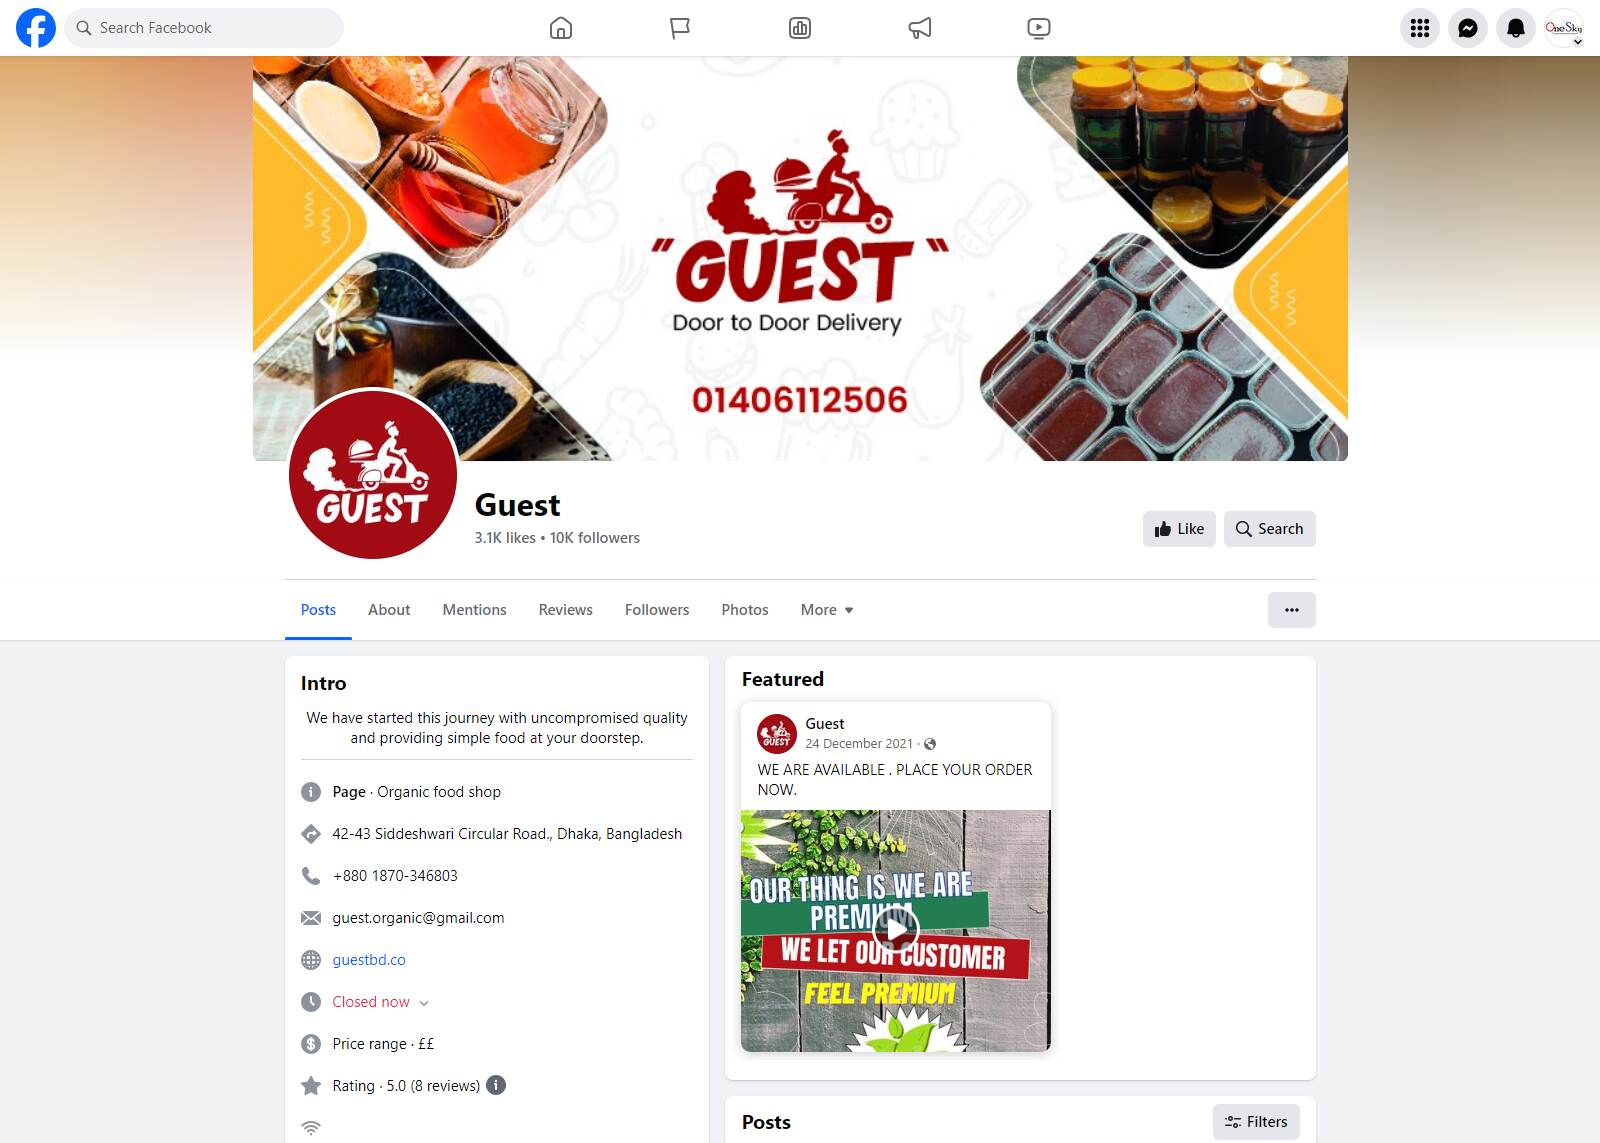 Search Facebook
OneSky
"GUEST"
Door to Door Delivery
01406112506
GUEST
Guest
3.1K likes • 10K followers
Like
Search
Posts
About
Mentions
Reviews
Followers
Photos
More
Intro
We have started this journey with uncompromised quality
and providing simple food at your doorstep.
Page · Organic food shop
42-43 Siddeshwari Circular Road., Dhaka, Bangladesh
+880 1870-346803
guest.organic@gmail.com
guestbd.co
Closed now
Price range · ££
Rating · 5.0 (8 reviews)
Featured
GUEST
Guest
24 December 2021 ·
WE ARE AVAILABLE . PLACE YOUR ORDER
NOW.
OUR THING IS WE ARE
PREMIUM
WE LET OUR CUSTOMER
FEEL PREMIUM
Posts
Filters